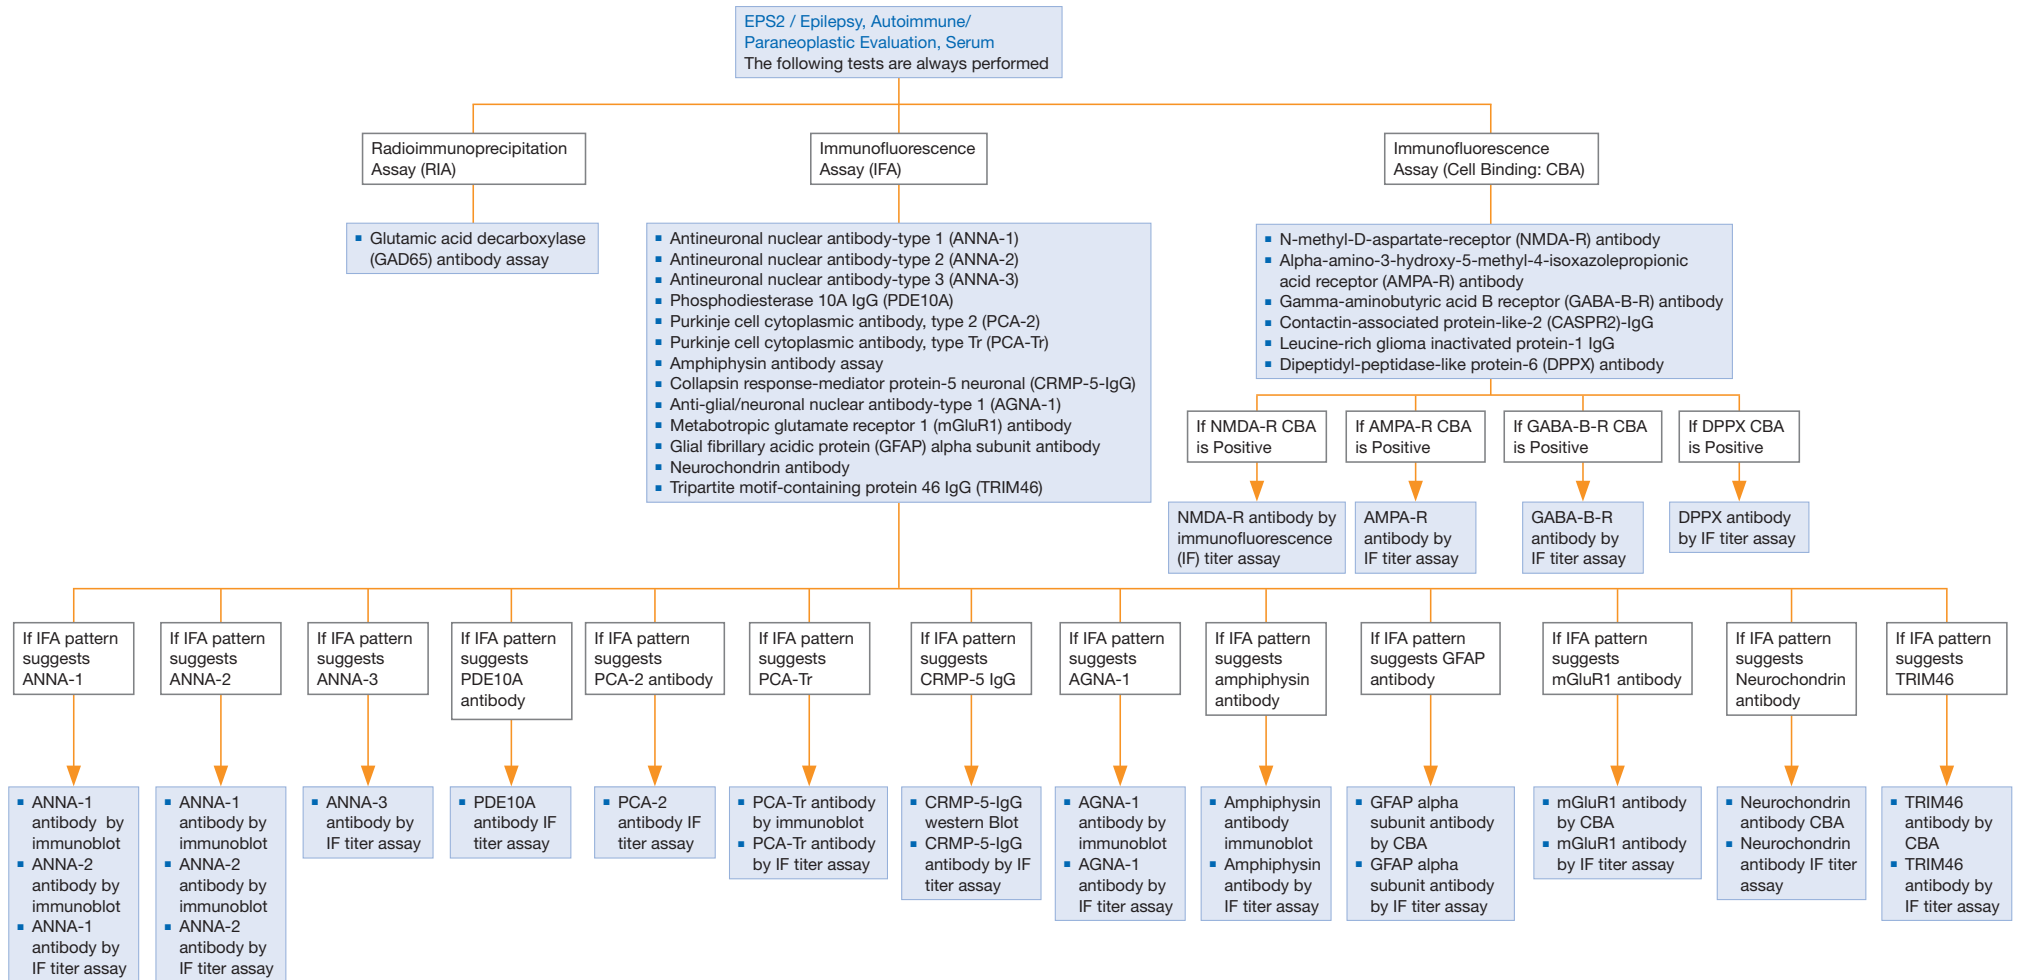 EPS2 / Epilepsy, Autoimmune/
Paraneoplastic Evaluation, Serum
The following tests are always performed
Radioimmunoprecipitation
Assay (RIA)
Immunofluorescence
Assay (IFA)
Immunofluorescence
Assay (Cell Binding: CBA)
▪ Glutamic acid decarboxylase
(GAD65) antibody assay
▪ Antineuronal nuclear antibody-type 1 (ANNA-1)
▪ Antineuronal nuclear antibody-type 2 (ANNA-2)
▪ Antineuronal nuclear antibody-type 3 (ANNA-3)
▪ Phosphodiesterase 10A IgG (PDE10A)
▪ Purkinje cell cytoplasmic antibody, type 2 (PCA-2)
▪ Purkinje cell cytoplasmic antibody, type Tr (PCA-Tr)
▪ Amphiphysin antibody assay
▪ Collapsin response-mediator protein-5 neuronal (CRMP-5-IgG)
▪ Anti-glial/neuronal nuclear antibody-type 1 (AGNA-1)
▪ Metabotropic glutamate receptor 1 (mGluR1) antibody
▪ Glial fibrillary acidic protein (GFAP) alpha subunit antibody
▪ Neurochondrin antibody
▪ Tripartite motif-containing protein 46 IgG (TRIM46)
▪ N-methyl-D-aspartate-receptor (NMDA-R) antibody
▪ Alpha-amino-3-hydroxy-5-methyl-4-isoxazolepropionic
acid receptor (AMPA-R) antibody
▪ Gamma-aminobutyric acid B receptor (GABA-B-R) antibody
▪ Contactin-associated protein-like-2 (CASPR2)-IgG
▪ Leucine-rich glioma inactivated protein-1 IgG
▪ Dipeptidyl-peptidase-like protein-6 (DPPX) antibody
If NMDA-R CBA
is Positive
If AMPA-R CBA
is Positive
If GABA-B-R CBA
is Positive
If DPPX CBA
is Positive
NMDA-R antibody by
immunofluorescence
(IF) titer assay
AMPA-R
antibody by
IF titer assay
GABA-B-R
antibody by
IF titer assay
DPPX antibody
by IF titer assay
If IFA pattern
suggests
ANNA-1
If IFA pattern
suggests
ANNA-2
If IFA pattern
suggests
ANNA-3
If IFA pattern
suggests
PDE10A
antibody
If IFA pattern
suggests
PCA-2 antibody
If IFA pattern
suggests
PCA-Tr
If IFA pattern
suggests
CRMP-5 IgG
If IFA pattern
suggests
AGNA-1
If IFA pattern
suggests
amphiphysin
antibody
If IFA pattern
suggests GFAP
antibody
If IFA pattern
suggests
mGluR1 antibody
If IFA pattern
suggests
Neurochondrin
antibody
If IFA pattern
suggests
TRIM46
▪ ANNA-1
antibody by
immunoblot
▪ ANNA-2
antibody by
immunoblot
▪ ANNA-1
antibody by
IF titer assay
▪ ANNA-1
antibody by
immunoblot
▪ ANNA-2
antibody by
immunoblot
▪ ANNA-2
antibody by
IF titer assay
▪ ANNA-3
antibody by
IF titer assay
▪ PDE10A
antibody IF
titer assay
▪ PCA-2
antibody IF
titer assay
▪ PCA-Tr antibody
by immunoblot
▪ PCA-Tr antibody
by IF titer assay
▪ CRMP-5-IgG
western Blot
▪ CRMP-5-IgG
antibody by IF
titer assay
▪ AGNA-1
antibody by
immunoblot
▪ AGNA-1
antibody by
IF titer assay
▪ Amphiphysin
antibody
immunoblot
▪ Amphiphysin
antibody by
IF titer assay
▪ GFAP alpha
subunit antibody
by CBA
▪ GFAP alpha
subunit antibody
by IF titer assay
▪ mGluR1 antibody
by CBA
▪ mGluR1 antibody
by IF titer assay
▪ Neurochondrin
antibody CBA
▪ Neurochondrin
antibody IF titer
assay
▪ TRIM46
antibody by
CBA
▪ TRIM46
antibody by
IF titer assay